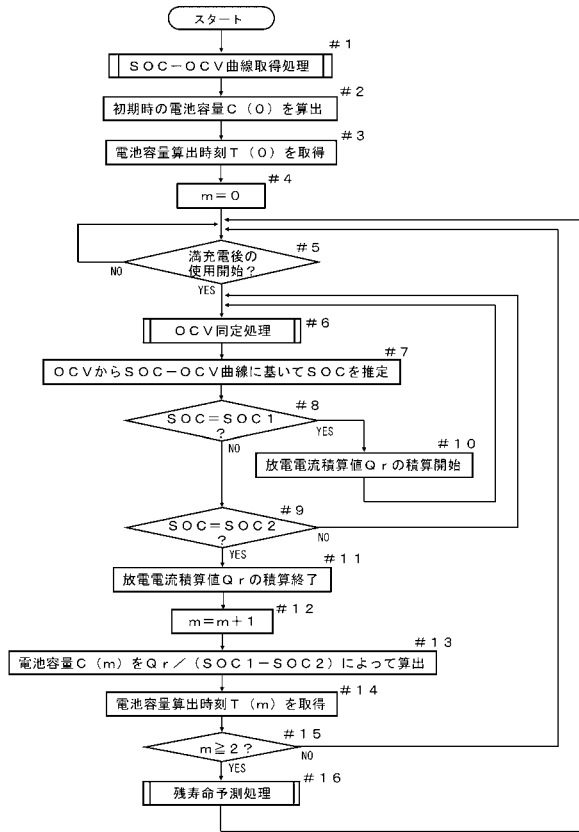 スタート
#1
SOC－OCV曲線取得処理
#2
初期時の電池容量C（0）を算出
#3
電池容量算出時刻T（0）を取得
#4
m＝0
#5
満充電後の
使用開始？
NO
YES
#6
OCV同定処理
#7
OCVからSOC－OCV曲線に基いてSOCを推定
#8
SOC＝SOC1
？
YES
NO
#10
放電電流積算値Qrの積算開始
#9
SOC＝SOC2
？
NO
YES
#11
放電電流積算値Qrの積算終了
#12
m＝m＋1
#13
電池容量C（m）をQr／（SOC1－SOC2）によって算出
#14
電池容量算出時刻T（m）を取得
#15
m≧2？
NO
YES
#16
残寿命予測処理